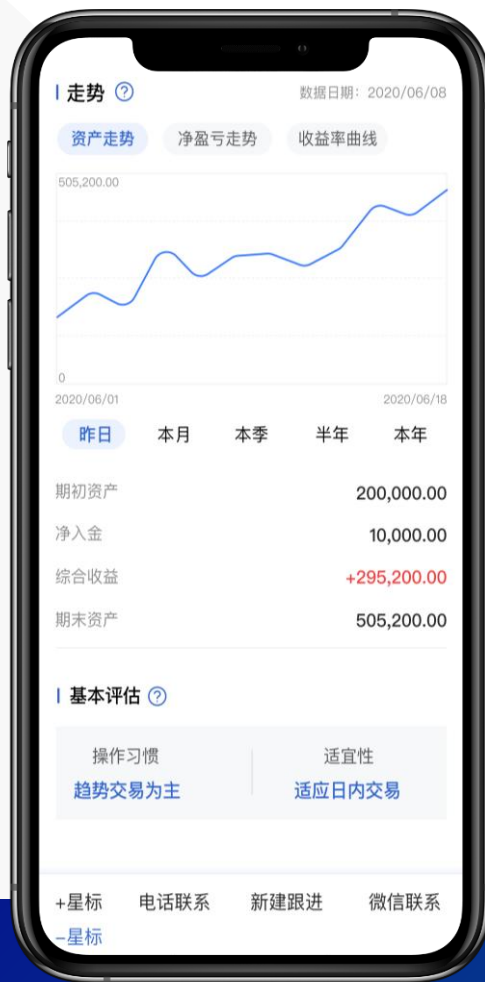 走势 ?
数据日期：2020/06/08
资产走势 净盈亏走势 收益率曲线
505,200.00
0
2020/06/01 2020/06/18
昨日 本月 本季 半年 本年
期初资产 200,000.00
净入金 10,000.00
综合收益 +295,200.00
期末资产 505,200.00
基本评估 ?
操作习惯 适宜性
趋势交易为主 适应日内交易
+星标 电话联系 新建跟进 微信联系
-星标